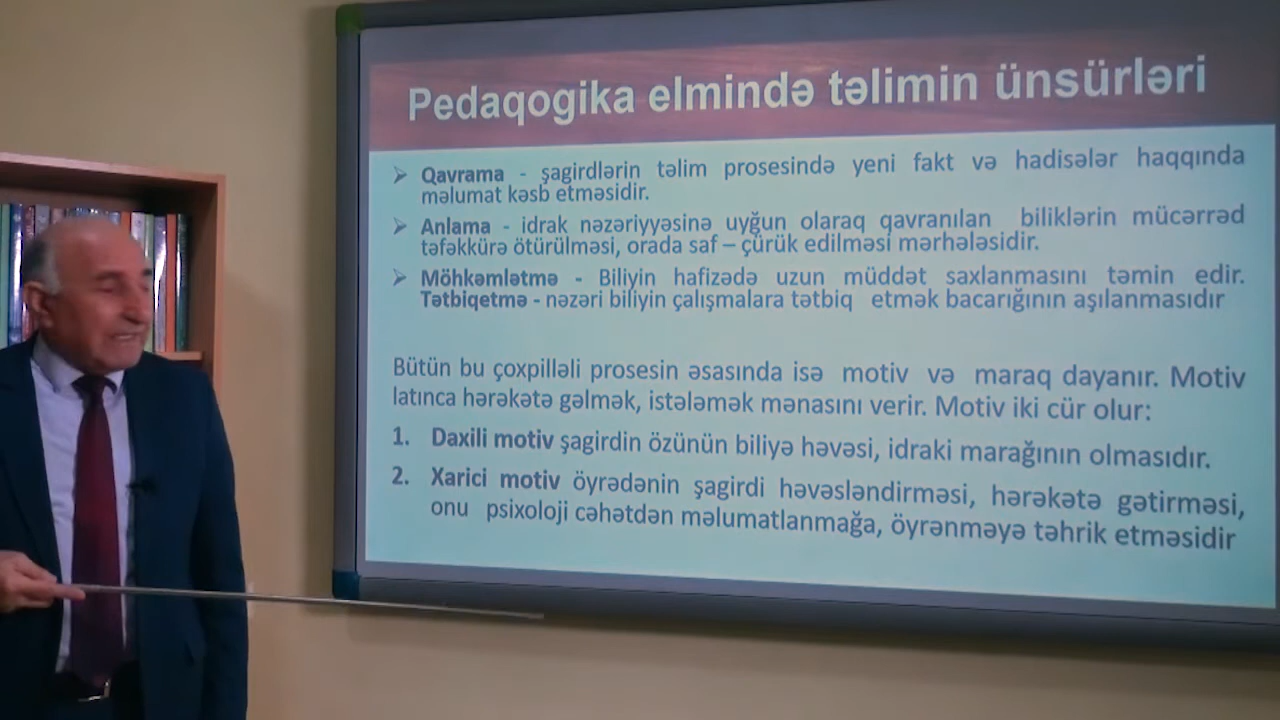 Pedaqogika elmində təlimin ünsürləri
➢ Qavrama - şagirdlərin təlim prosesində yeni fakt və hadisələr haqqında
məlumat kəsb etməsidir.
➢ Anlama - idrak nəzəriyyəsinə uyğun olaraq qavranılan biliklərin mücərrəd
təfəkkürə ötürülməsi, orada saf – çürük edilməsi mərhələsidir.
➢ Möhkəmlətmə - Biliyin hafizədə uzun müddət saxlanmasını təmin edir.
Tətbiqetmə - nəzəri biliyin çalışmalara tətbiq etmək bacarığının aşılanmasıdır
Bütün bu çoxpilləli prosesin əsasında isə motiv və maraq dayanır. Motiv
latınca hərəkətə gəlmək, istələmək mənasını verir. Motiv iki cür olur:
1. Daxili motiv şagirdin özünün biliyə həvəsi, idraki marağının olmasıdır.
2. Xarici motiv öyrədənin şagirdi həvəsləndirməsi, hərəkətə gətirməsi,
onu psixoloji cəhətdən məlumatlanmağa, öyrənməyə təhrik etməsidir